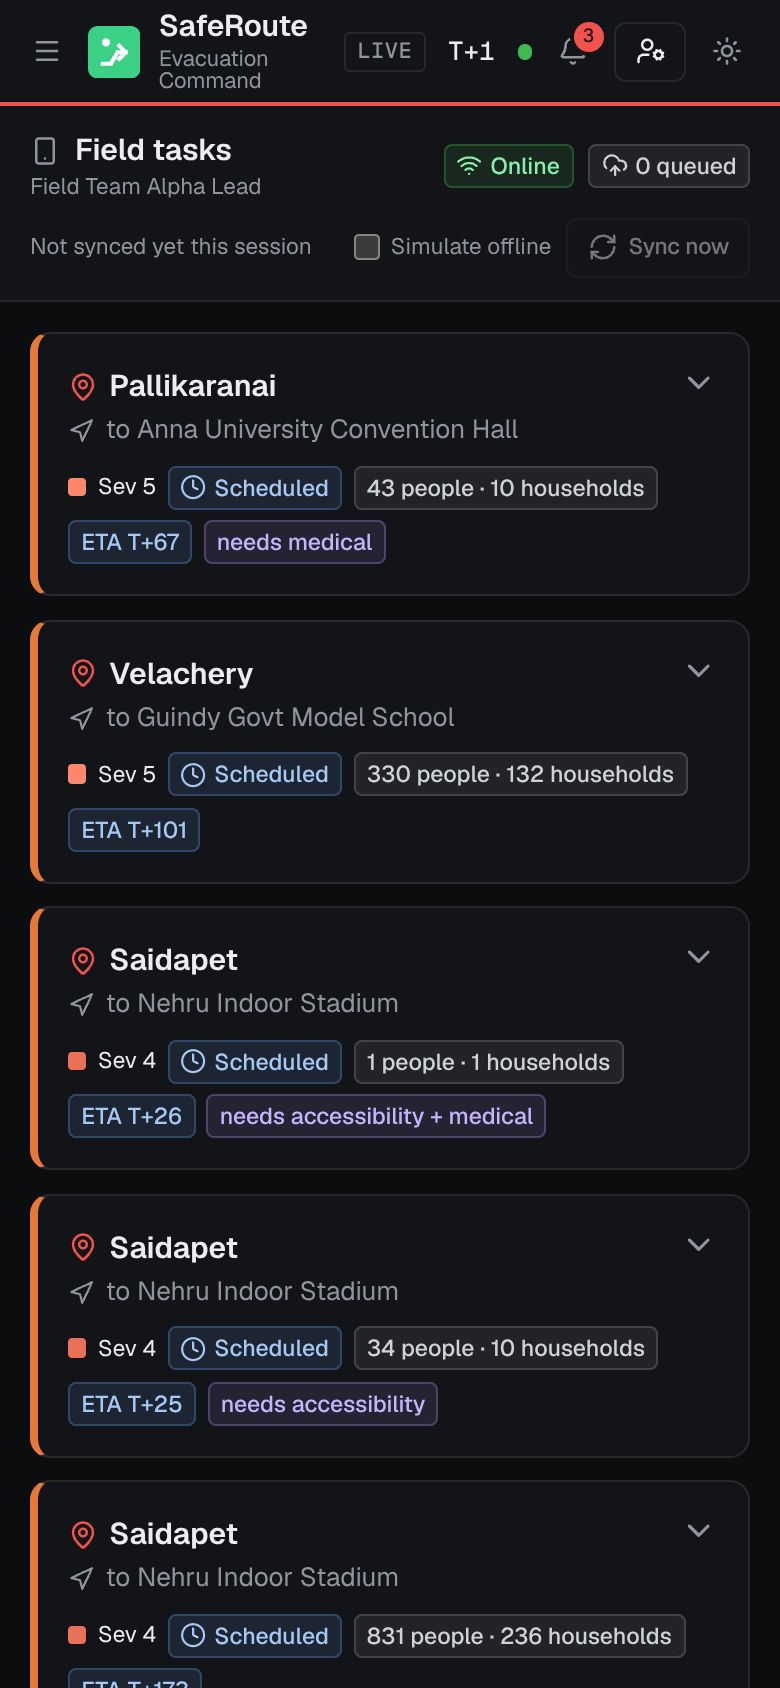 SafeRoute
Evacuation
Command
LIVE
T+1
3
Field tasks
Field Team Alpha Lead
Online
0 queued
Not synced yet this session
Simulate offline
Sync now
Pallikaranai
to Anna University Convention Hall
Sev 5
Scheduled
43 people · 10 households
ETA T+67
needs medical
Velachery
to Guindy Govt Model School
Sev 5
Scheduled
330 people · 132 households
ETA T+101
Saidapet
to Nehru Indoor Stadium
Sev 4
Scheduled
1 people · 1 households
ETA T+26
needs accessibility + medical
Saidapet
to Nehru Indoor Stadium
Sev 4
Scheduled
34 people · 10 households
ETA T+25
needs accessibility
Saidapet
to Nehru Indoor Stadium
Sev 4
Scheduled
831 people · 236 households
ETA